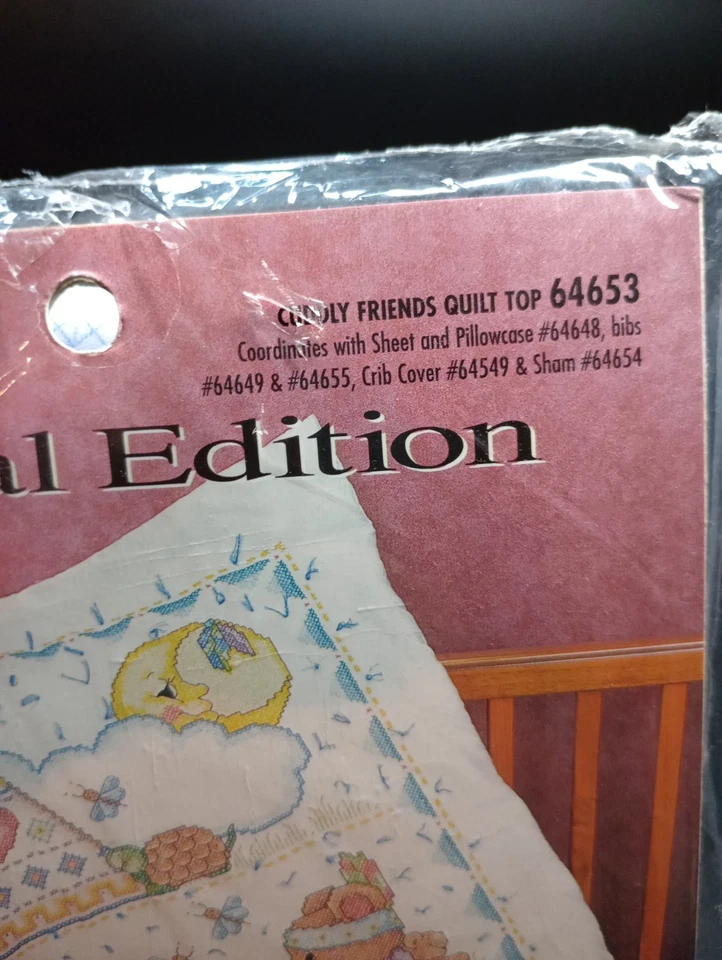 CUDDLY FRIENDS QUILT TOP 64653
Coordinates with Sheet and Pillowcase #64648, bibs
#64649 & #64655, Crib Cover #64549 & Sham #64654
al Edition